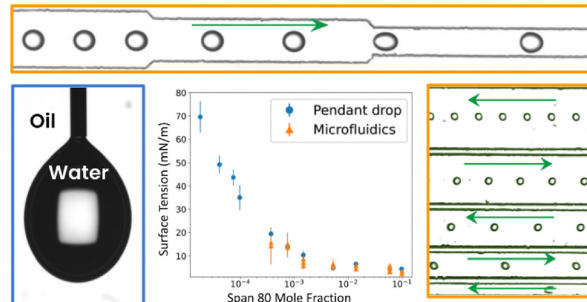 Oil
Water
Surface Tension (mN/m)
80
70
60
50
40
30
20
10
Pendant drop
Microfluidics
10⁻⁴
10⁻³
10⁻²
10⁻¹
Span 80 Mole Fraction